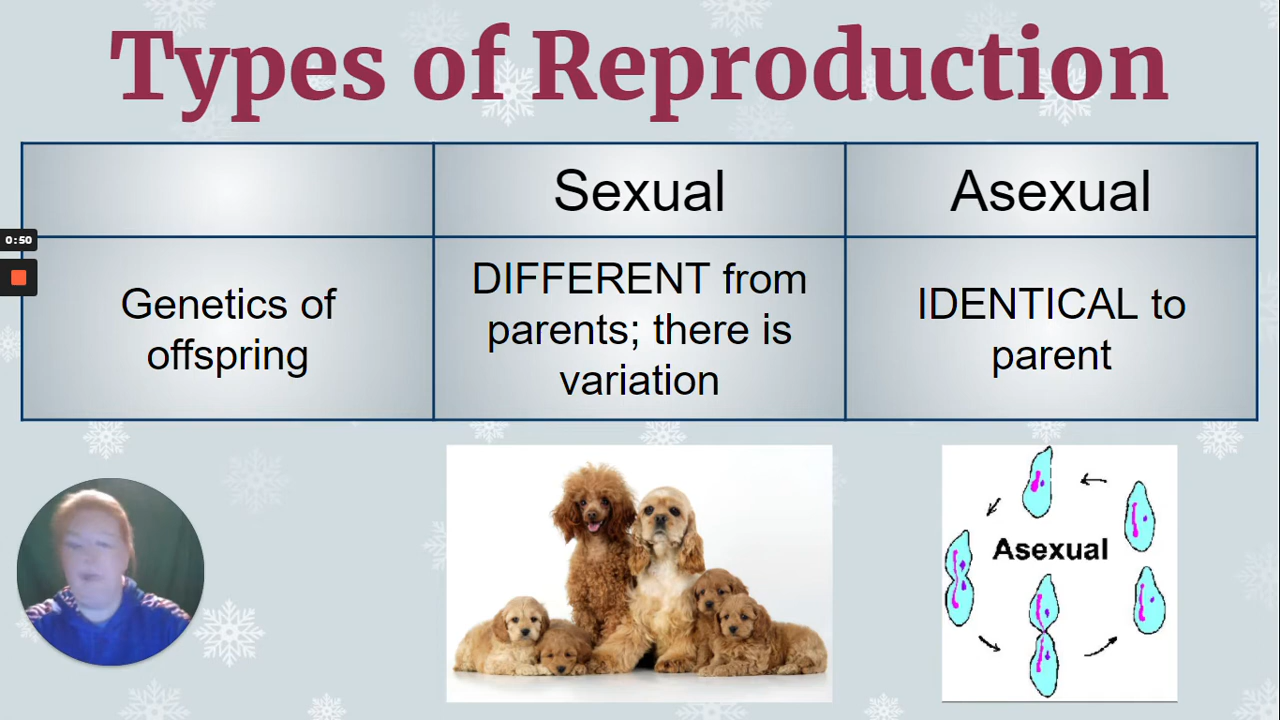 Types of Reproduction
Sexual
Asexual
0:50
Genetics of
offspring
DIFFERENT from
parents; there is
variation
IDENTICAL to
parent
Asexual